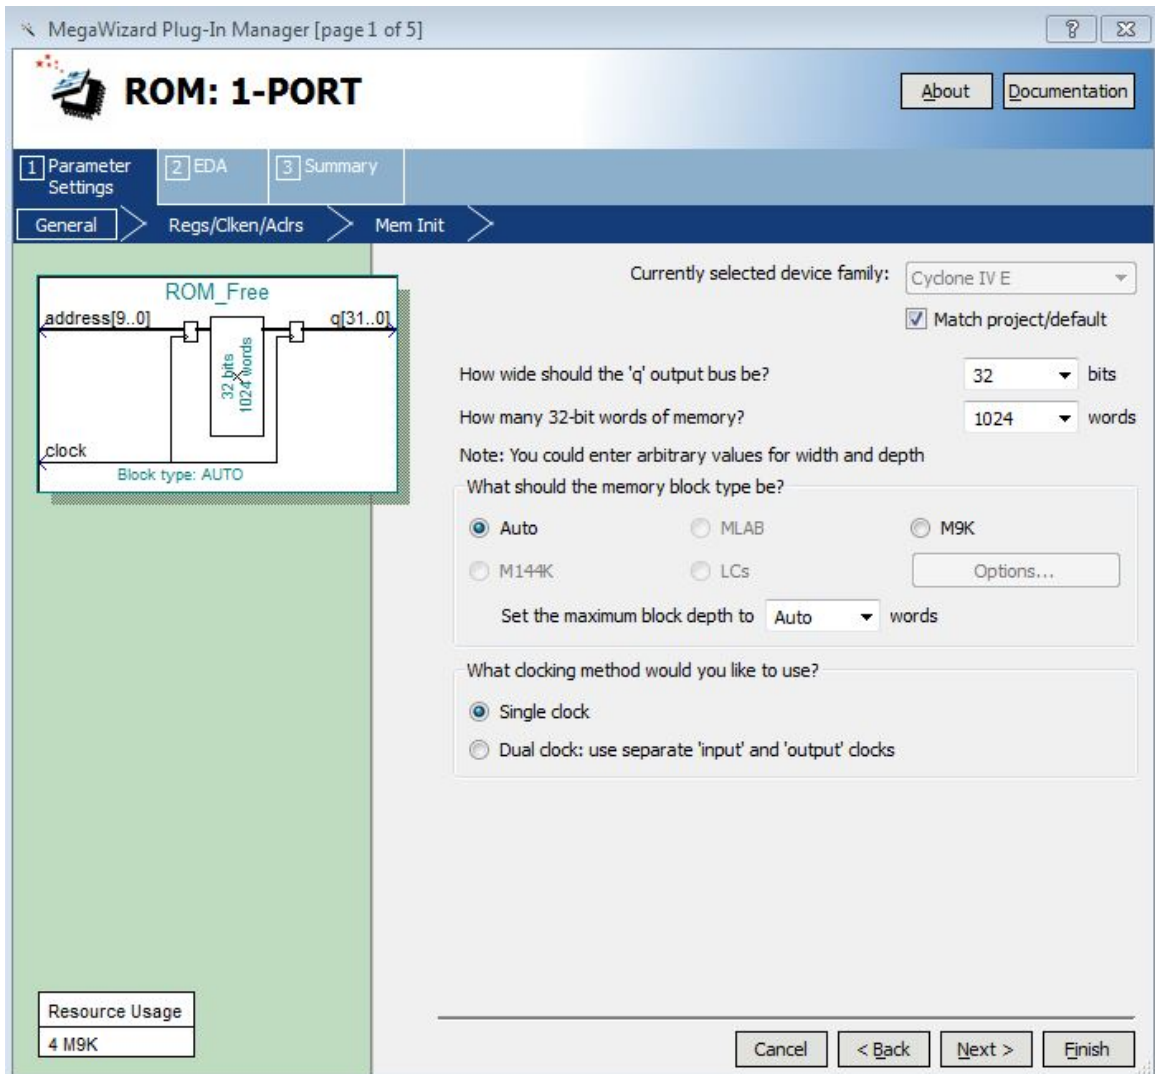 MegaWizard Plug-In Manager [page 1 of 5]
ROM: 1-PORT
About
Documentation
1 Parameter Settings
2 EDA
3 Summary
General
Regs/Clken/Aclrs
Mem Init
ROM_Free
address[9..0]
q[31..0]
32 bits
1024 words
clock
Block type: AUTO
Currently selected device family:
Cyclone IV E
Match project/default
How wide should the 'q' output bus be?
32
bits
How many 32-bit words of memory?
1024
words
Note: You could enter arbitrary values for width and depth
What should the memory block type be?
Auto
MLAB
M9K
M144K
LCs
Options...
Set the maximum block depth to
Auto
words
What clocking method would you like to use?
Single clock
Dual clock: use separate 'input' and 'output' clocks
Resource Usage
4 M9K
Cancel
< Back
Next >
Finish